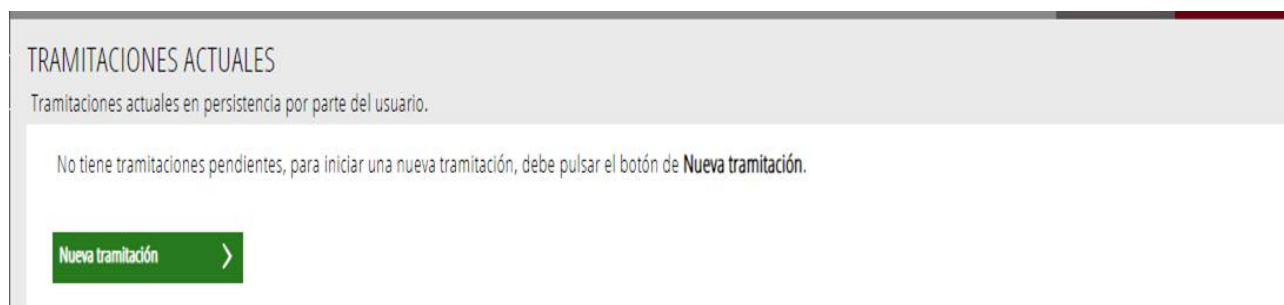 TRAMITACIONES ACTUALES
Tramitaciones actuales en persistencia por parte del usuario.
No tiene tramitaciones pendientes, para iniciar una nueva tramitación, debe pulsar el botón de Nueva tramitación.
Nueva tramitación